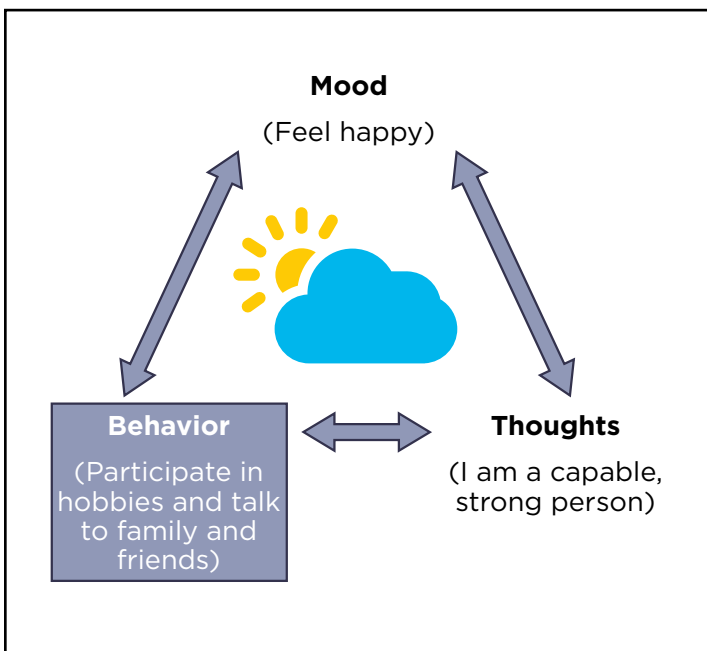 Mood
(Feel happy)
Behavior
(Participate in
hobbies and talk
to family and
friends)
Thoughts
(I am a capable,
strong person)